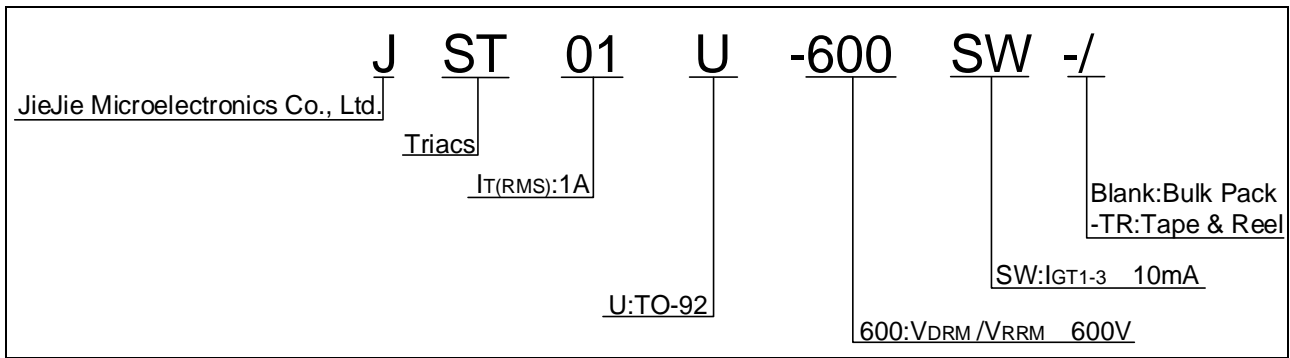 J ST 01 U -600 SW -/
JieJie Microelectronics Co., Ltd.
Triacs
IT(RMS):1A
Blank:Bulk Pack
-TR:Tape & Reel
SW:IGT1-3 10mA
U:TO-92
600:VDRM /VRRM 600V